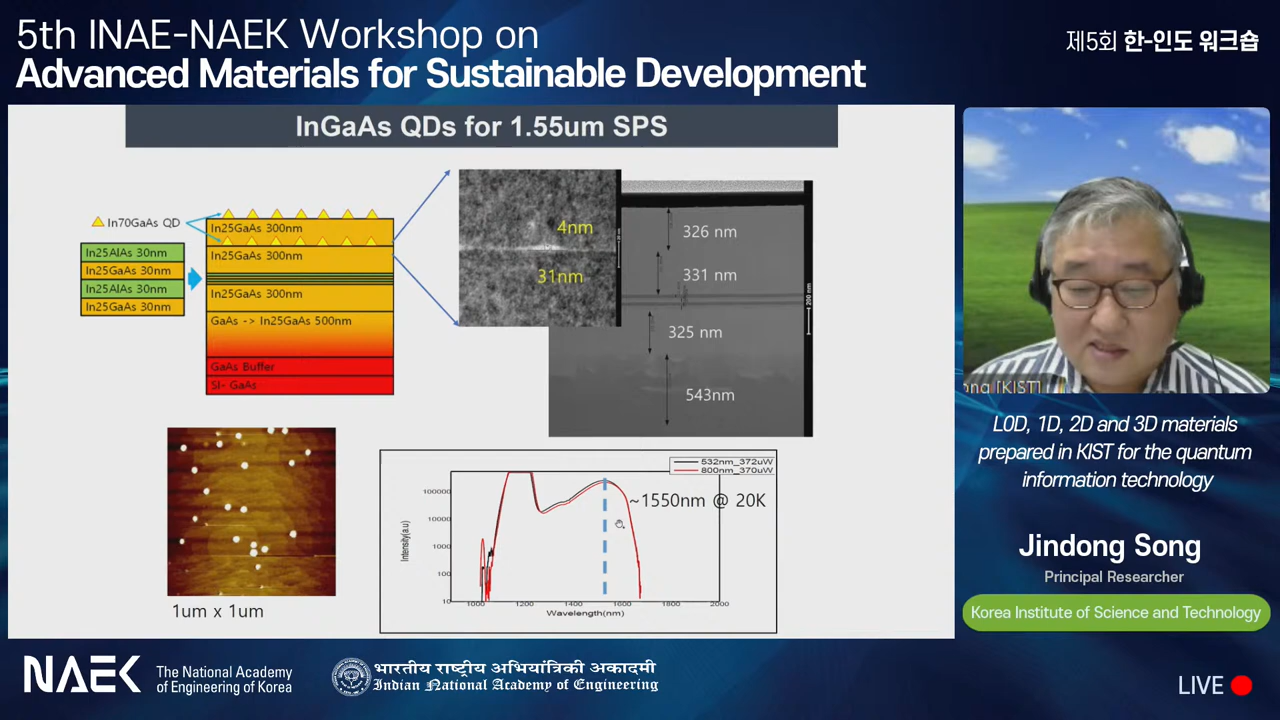 5th INAE-NAEK Workshop on
Advanced Materials for Sustainable Development
제5회 한-인도 워크숍
InGaAs QDs for 1.55um SPS
In70GaAs QD
In25AlAs 30nm
In25GaAs 30nm
In25AlAs 30nm
In25GaAs 30nm
In25GaAs 300nm
In25GaAs 300nm
In25GaAs 300nm
GaAs -> In25GaAs 500nm
GaAs Buffer
SI- GaAs
4nm
31nm
326 nm
331 nm
325 nm
543nm
200 nm
1um x 1um
532nm_372uW
800nm_370uW
~1550nm @ 20K
Intensity(a.u)
100000
10000
1000
100
10
1000 1200 1400 1600 1800 2000
Wavelength(nm)
ong [KIST]
L0D, 1D, 2D and 3D materials
prepared in KIST for the quantum
information technology
Jindong Song
Principal Researcher
Korea Institute of Science and Technology
NAEK
The National Academy
of Engineering of Korea
भारतीय राष्ट्रीय अभियांत्रिकी अकादमी
Indian National Academy of Engineering
LIVE